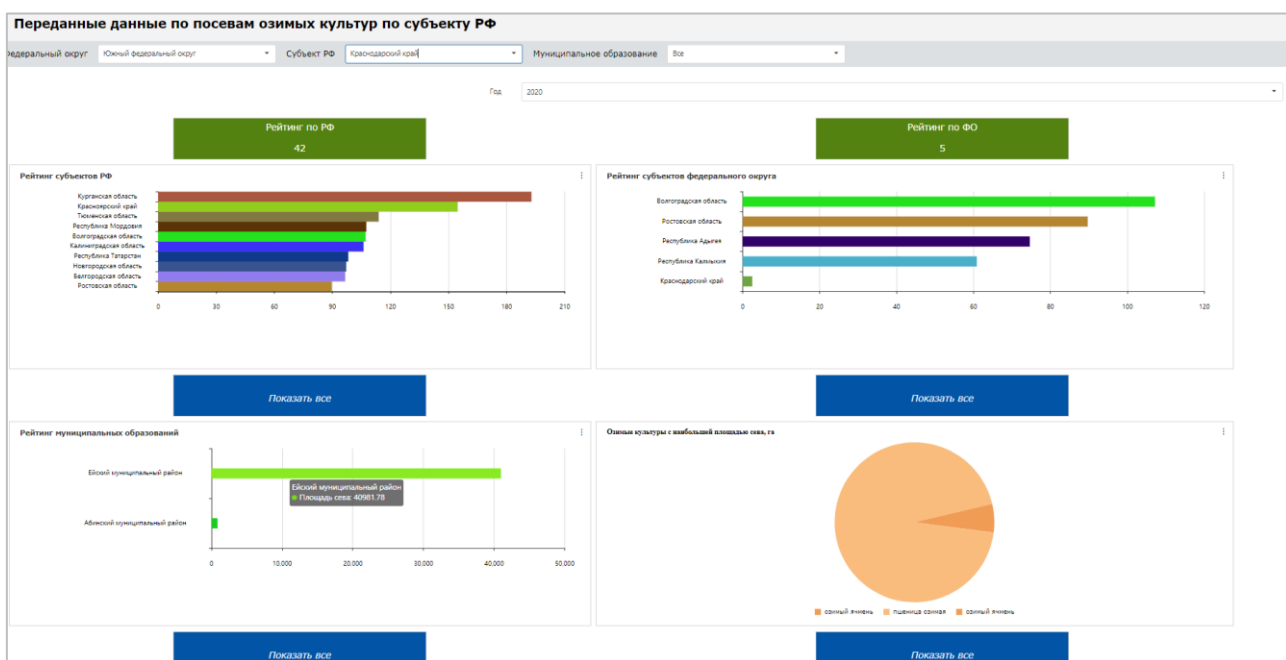 Переданные данные по посевам озимых культур по субъекту РФ
едеральный округ Южный федеральный округ Субъект РФ Краснодарский край Муниципальное образование Все
Год 2020
Рейтинг по РФ
42
Рейтинг по ФО
5
Рейтинг субъектов РФ
Курганская область
Красноярский край
Тюменская область
Республика Мордовия
Волгоградская область
Калининградская область
Республика Татарстан
Новгородская область
Белгородская область
Ростовская область
0 30 60 90 120 150 180 210
Рейтинг субъектов федерального округа
Волгоградская область
Ростовская область
Республика Адыгея
Республика Калмыкия
Краснодарский край
0 20 40 60 80 100 120
Показать все
Показать все
Рейтинг муниципальных образований
Ейский муниципальный район
Ейский муниципальный район
Площадь сева: 40981.78
Абинский муниципальный район
0 10.000 20.000 30.000 40.000 50.000
Озимые культуры с наибольшей площадью сева, га
озимый ячмень пшеница озимая озимый ячмень
Показать все
Показать все